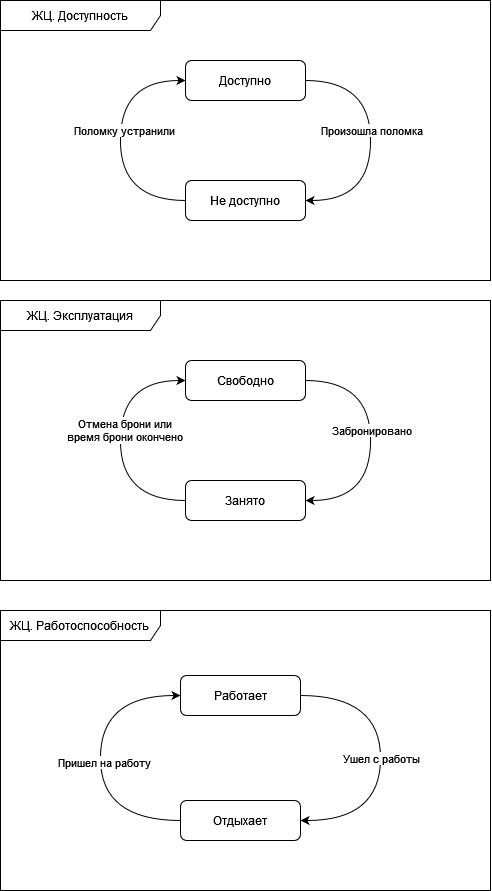 ЖЦ. Доступность
Доступно
Поломку устранили
Произошла поломка
Не доступно
ЖЦ. Эксплуатация
Свободно
Отмена брони или
время брони окончено
Забронировано
Занято
ЖЦ. Работоспособность
Работает
Пришел на работу
Ушел с работы
Отдыхает